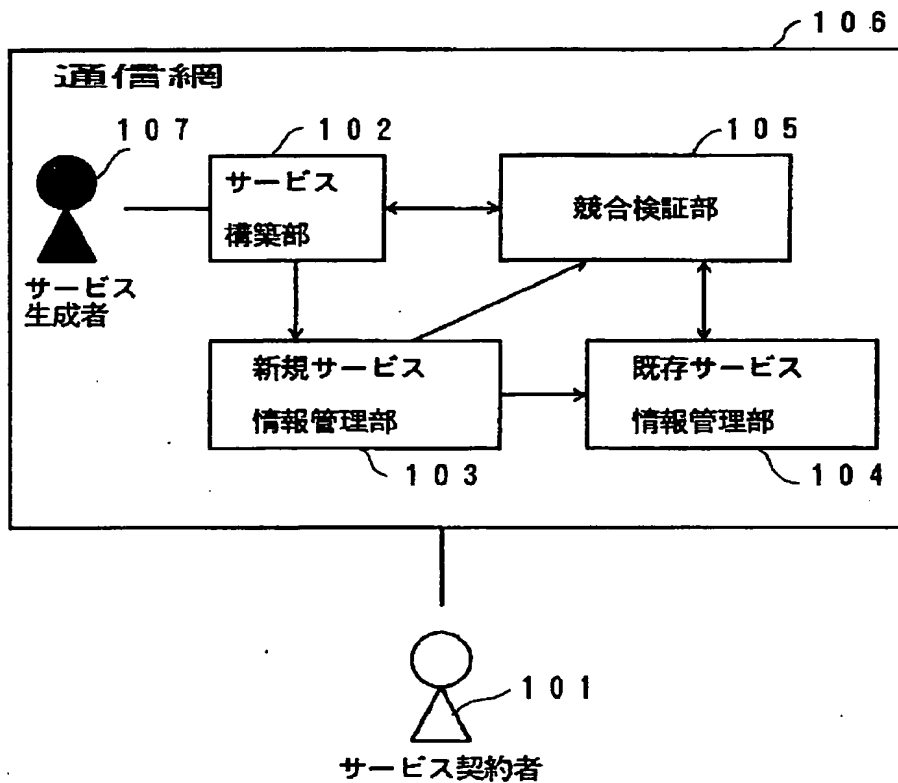 １０６
通信網
１０７
１０２
１０５
サービス
構築部
競合検証部
サービス
生成者
新規サービス
情報管理部
既存サービス
情報管理部
１０３
１０４
１０１
サービス契約者